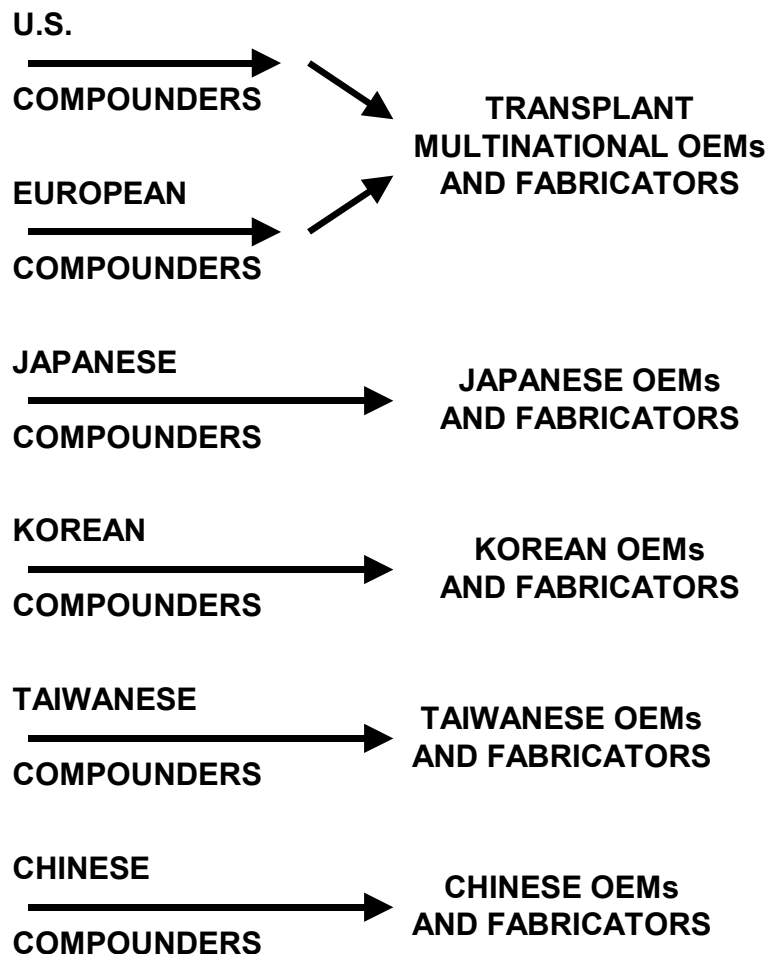 U.S.
COMPOUNDERS
TRANSPLANT
MULTINATIONAL OEMs
AND FABRICATORS
EUROPEAN
COMPOUNDERS
JAPANESE
COMPOUNDERS
JAPANESE OEMs
AND FABRICATORS
KOREAN
COMPOUNDERS
KOREAN OEMs
AND FABRICATORS
TAIWANESE
COMPOUNDERS
TAIWANESE OEMs
AND FABRICATORS
CHINESE
COMPOUNDERS
CHINESE OEMs
AND FABRICATORS